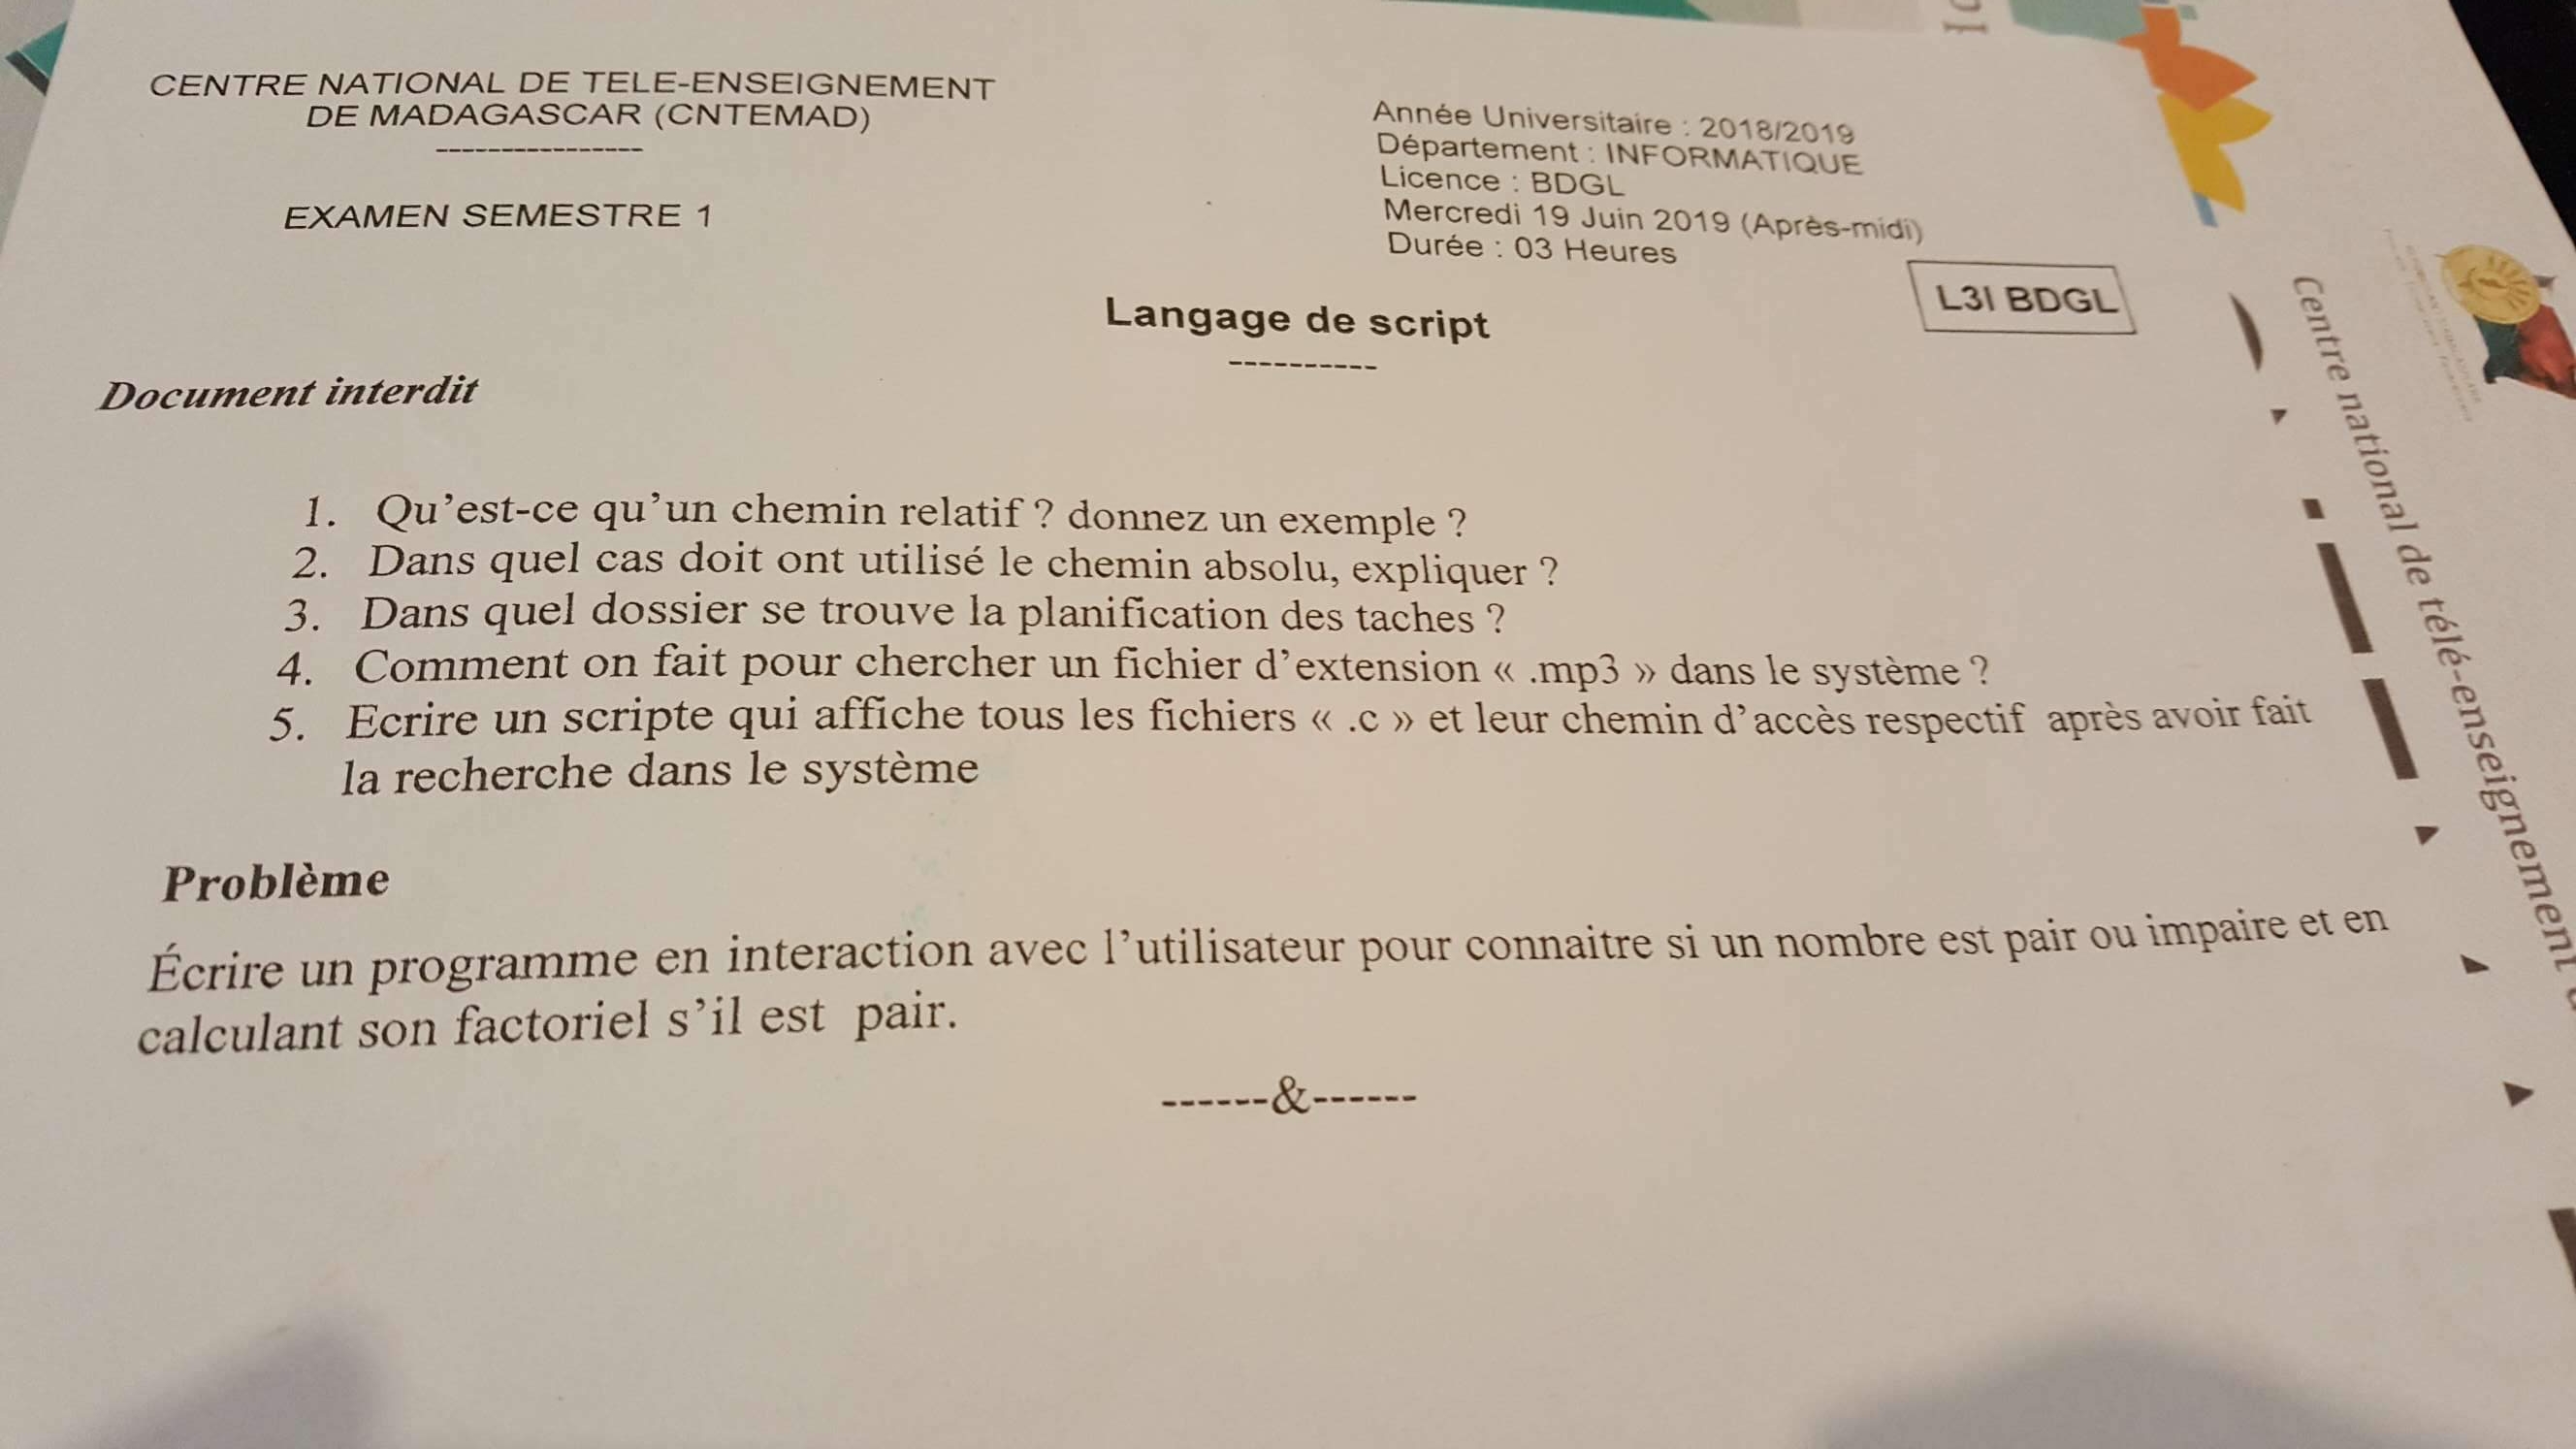 CENTRE NATIONAL DE TELE-ENSEIGNEMENT
DE MADAGASCAR (CNTEMAD)
----------------
EXAMEN SEMESTRE 1
Année Universitaire : 2018/2019
Département : INFORMATIQUE
Licence : BDGL
Mercredi 19 Juin 2019 (Après-midi)
Durée : 03 Heures
L3I BDGL
Langage de script
-----------
Document interdit
1. Qu'est-ce qu'un chemin relatif ? donnez un exemple ?
2. Dans quel cas doit ont utilisé le chemin absolu, expliquer ?
3. Dans quel dossier se trouve la planification des taches ?
4. Comment on fait pour chercher un fichier d'extension « .mp3 » dans le système ?
5. Ecrire un scripte qui affiche tous les fichiers « .c » et leur chemin d'accès respectif après avoir fait
la recherche dans le système
Problème
Écrire un programme en interaction avec l'utilisateur pour connaitre si un nombre est pair ou impaire et en
calculant son factoriel s'il est pair.
------&------
Centre national de télé-enseignement